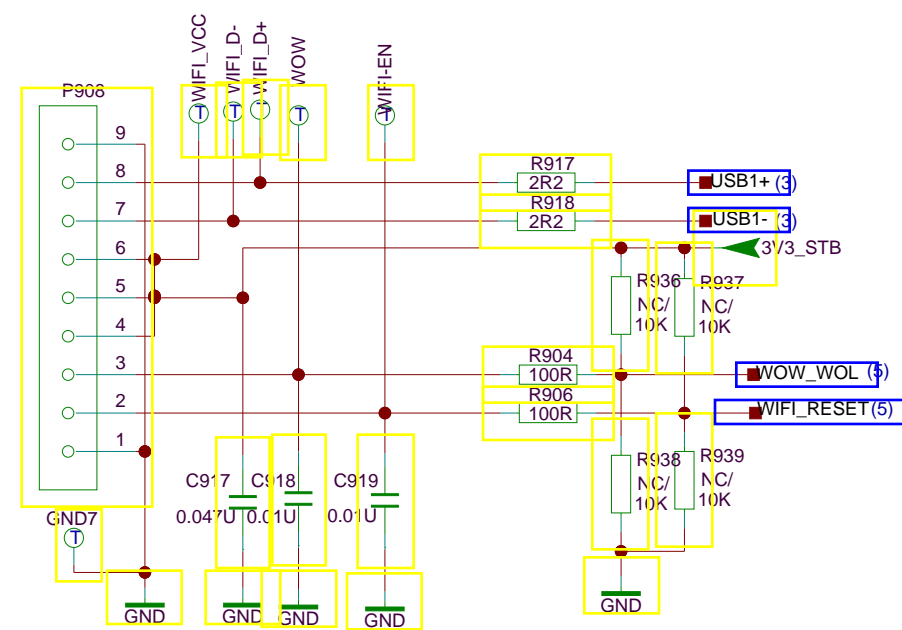 WIFI_VCC
WIFI_D-
WIFI_D+
WOW
WIFI-EN
P908
T
T
T
T
T
9
8
7
6
5
4
3
2
1
R917
2R2
USB1+ (3)
R918
2R2
USB1- (3)
3V3_STB
R936
NC/
10K
R937
NC/
10K
R904
100R
WOW_WOL (5)
R906
100R
WIFI_RESET (5)
R938
NC/
10K
R939
NC/
10K
C917
0.047U
C918
0.01U
C919
0.01U
GND7
T
GND
GND
GND
GND
GND